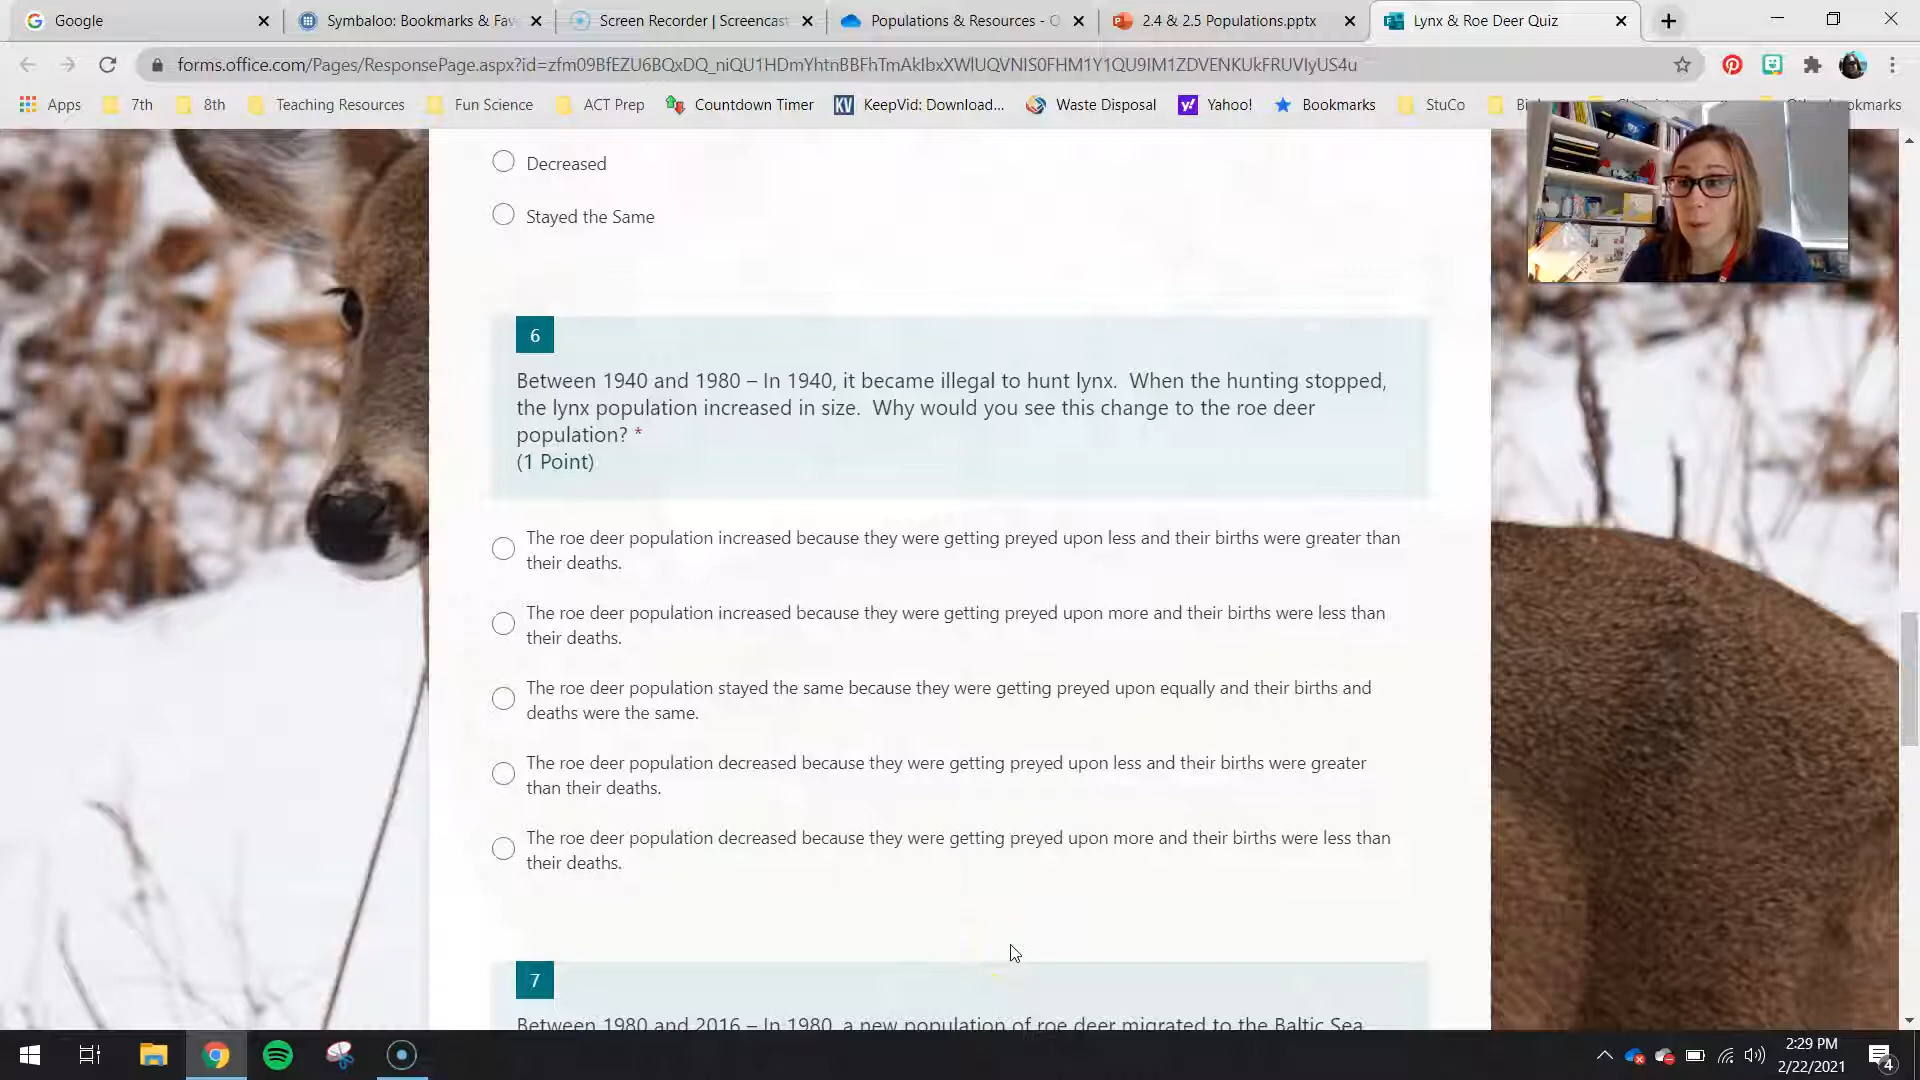 Google
Symbaloo: Bookmarks & Fav
Screen Recorder | Screencast
Populations & Resources - O
2.4 & 2.5 Populations.pptx
Lynx & Roe Deer Quiz
forms.office.com/Pages/ResponsePage.aspx?id=zfm09BfEZU6BQxDQ_niQU1HDmYhtnBBFhTmAkIbxXWlUQVNIS0FHM1Y1QU9IM1ZDVENKUkFRUVIyUS4u
Apps
7th
8th
Teaching Resources
Fun Science
ACT Prep
Countdown Timer
KV
KeepVid: Download...
Waste Disposal
Yahoo!
Bookmarks
StuCo
Decreased
Stayed the Same
6
Between 1940 and 1980 – In 1940, it became illegal to hunt lynx. When the hunting stopped,
the lynx population increased in size. Why would you see this change to the roe deer
population? *
(1 Point)
The roe deer population increased because they were getting preyed upon less and their births were greater than
their deaths.
The roe deer population increased because they were getting preyed upon more and their births were less than
their deaths.
The roe deer population stayed the same because they were getting preyed upon equally and their births and
deaths were the same.
The roe deer population decreased because they were getting preyed upon less and their births were greater
than their deaths.
The roe deer population decreased because they were getting preyed upon more and their births were less than
their deaths.
7
Between 1980 and 2016 – In 1980, a new population of roe deer migrated to the Baltic Sea
2:29 PM
2/22/2021
4